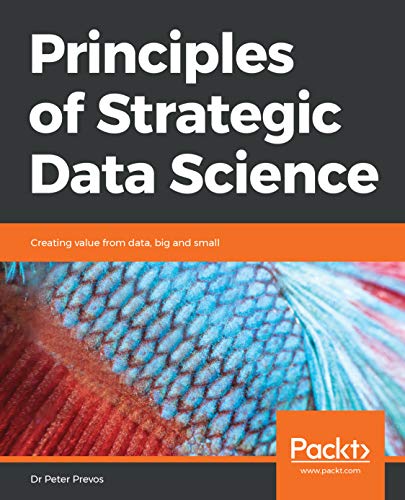 Principles
of Strategic
Data Science
Creating value from data, big and small
Packt>
www.packt.com
Dr Peter Prevos